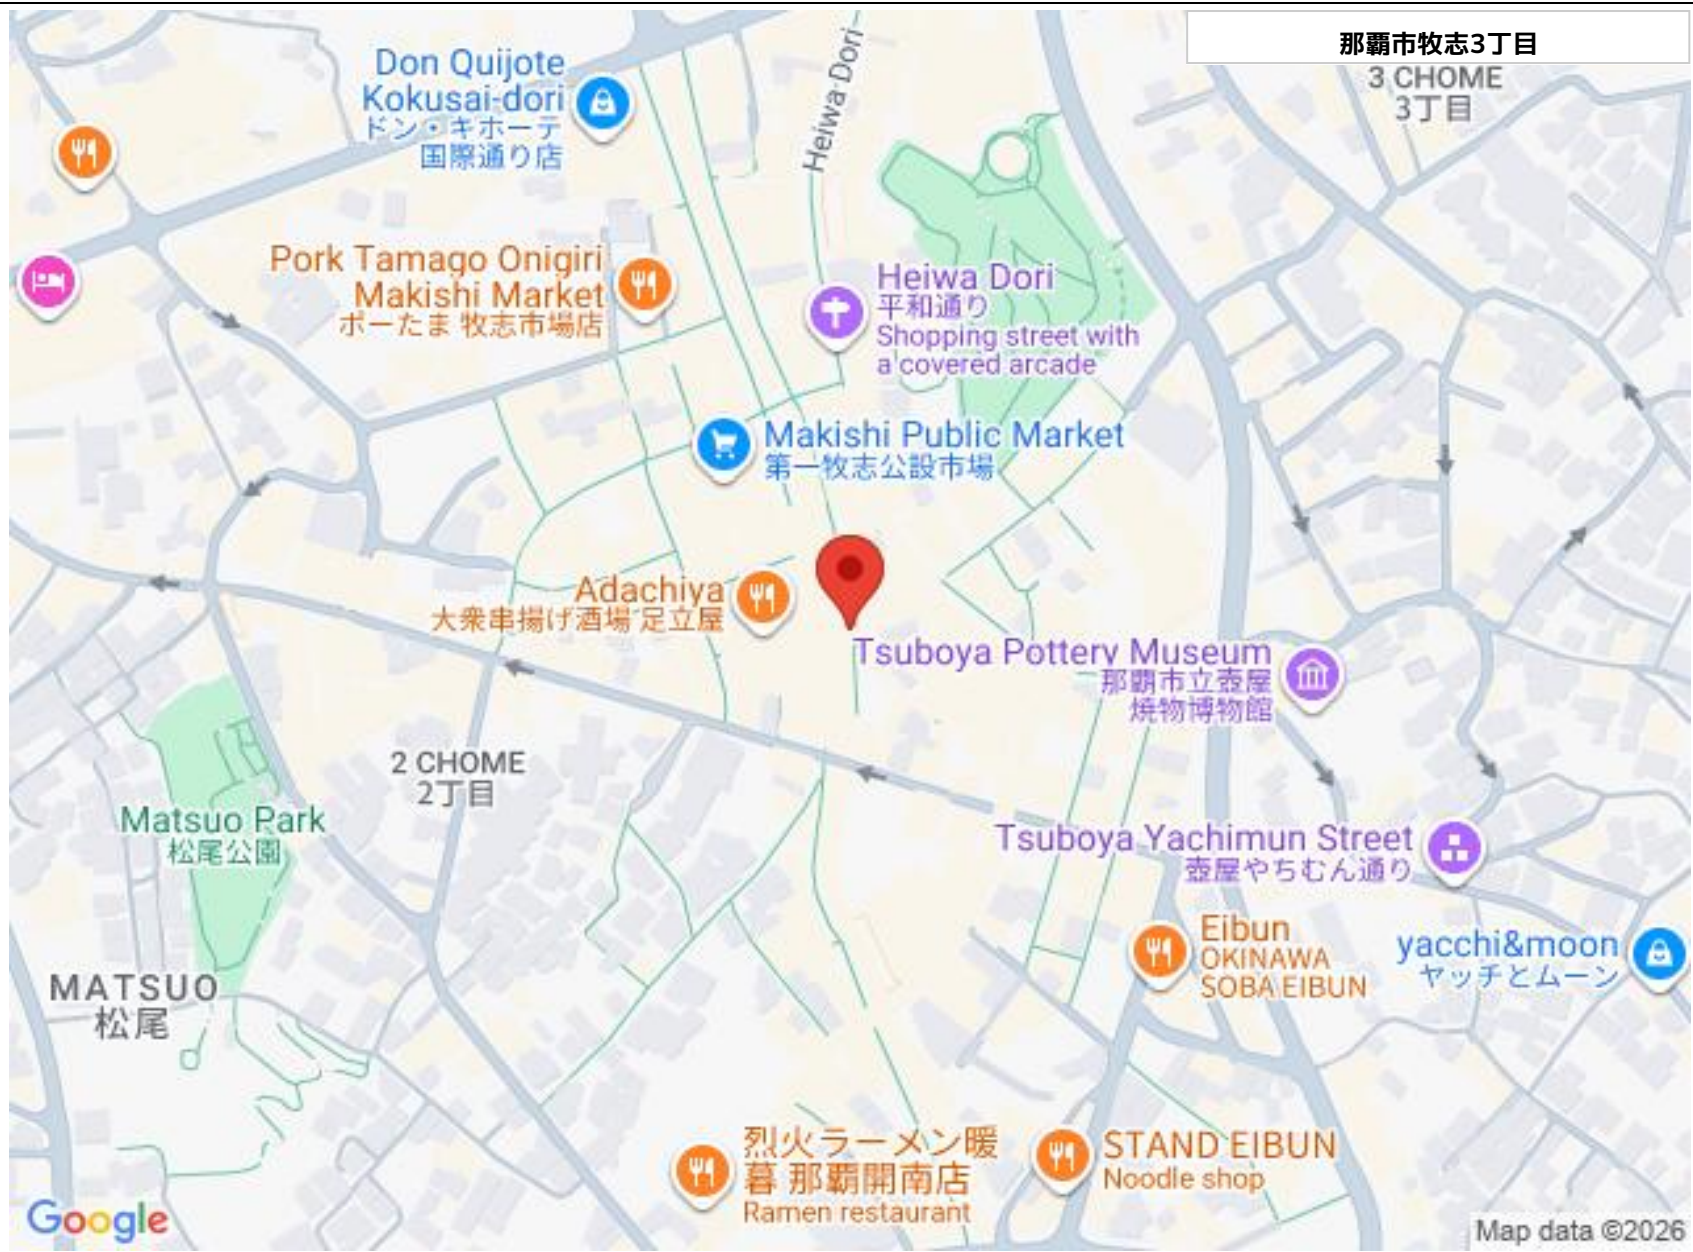 那覇市牧志3丁目
Don Quijote
Kokusai-dori
ドン・キホーテ
国際通り店
Heiwa Dori
3 CHOME
3丁目
Pork Tamago Onigiri
Makishi Market
ポーたま 牧志市場店
Heiwa Dori
平和通り
Shopping street with
a covered arcade
Makishi Public Market
第一牧志公設市場
Adachiya
大衆串揚げ酒場 足立屋
Tsuboya Pottery Museum
那覇市立壺屋
焼物博物館
2 CHOME
2丁目
Matsuo Park
松尾公園
Tsuboya Yachimun Street
壺屋やちむん通り
Eibun
OKINAWA
SOBA EIBUN
yacchi&moon
ヤッチとムーン
MATSUO
松尾
烈火ラーメン暖
暮 那覇開南店
Ramen restaurant
STAND EIBUN
Noodle shop
Google
Map data ©2026